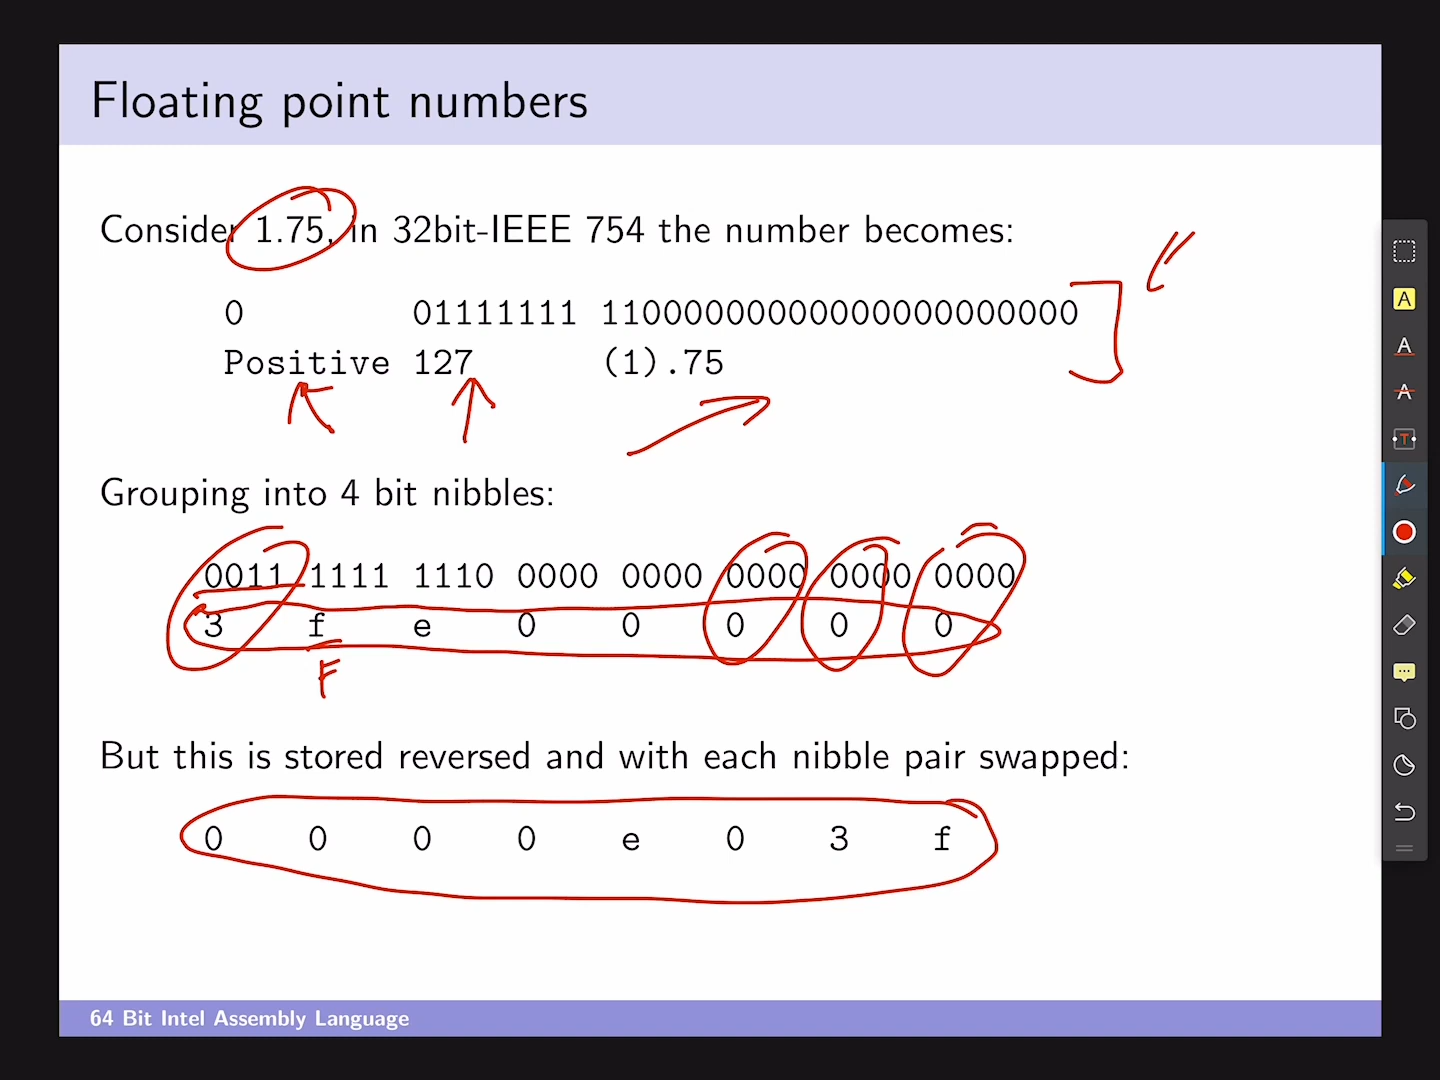 Floating point numbers
Consider 1.75, in 32bit-IEEE 754 the number becomes:
0 01111111 11000000000000000000000
Positive 127 (1).75
Grouping into 4 bit nibbles:
0011 1111 1110 0000 0000 0000 0000 0000
3 f e 0 0 0 0 0
F
But this is stored reversed and with each nibble pair swapped:
0 0 0 0 e 0 3 f
64 Bit Intel Assembly Language
A
A
A
T